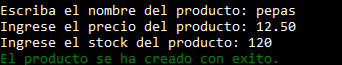 Escriba el nombre del producto: pepas
Ingrese el precio del producto: 12.50
Ingrese el stock del producto: 120
El producto se ha creado con exito.